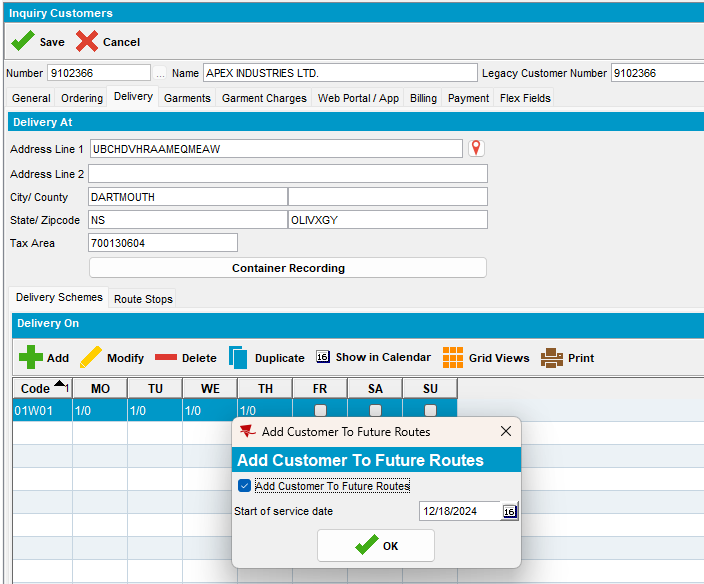 Inquiry Customers
Save Cancel
Number 9102366 ... Name APEX INDUSTRIES LTD. Legacy Customer Number 9102366
General Ordering Delivery Garments Garment Charges Web Portal / App Billing Payment Flex Fields
Delivery At
Address Line 1 UBCHDVHRAAMEQMEAW
Address Line 2
City/ County DARTMOUTH
State/ Zipcode NS OLIVXGY
Tax Area 700130604
Container Recording
Delivery Schemes Route Stops
Delivery On
Add Modify Delete Duplicate 16 Show in Calendar Grid Views Print
Code 1 MO TU WE TH FR SA SU
01W01 1/0 1/0 1/0 1/0
Add Customer To Future Routes
Add Customer To Future Routes
Add Customer To Future Routes
Start of service date 12/18/2024 16
OK